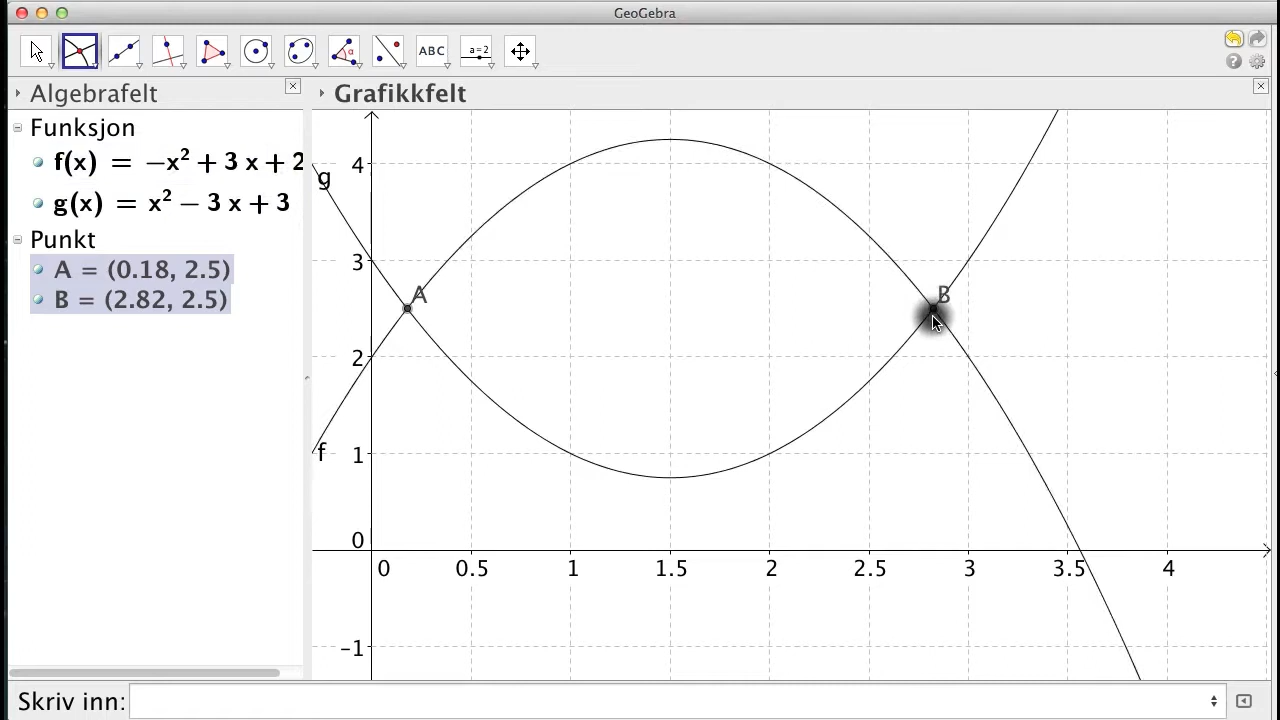 GeoGebra
ABC
a=2
α
Algebrafelt
Grafikkfelt
Funksjon
f(x) = −x² + 3 x + 2
g(x) = x² − 3 x + 3
Punkt
A = (0.18, 2.5)
B = (2.82, 2.5)
g
f
A
B
4
3
2
1
0
-1
0 0.5 1 1.5 2 2.5 3 3.5 4
Skriv inn: